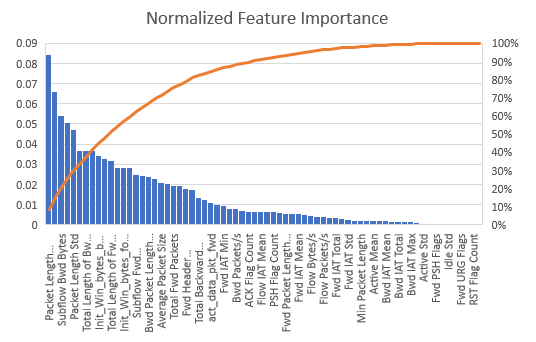 Normalized Feature Importance
0.09
0.08
0.07
0.06
0.05
0.04
0.03
0.02
0.01
0
100%
90%
80%
70%
60%
50%
40%
30%
20%
10%
0%
Packet Length...
Subflow Bwd Bytes
Packet Length Std
Total Length of Bw...
Init_Win_bytes_b...
Total Length of Fw...
Init_Win_bytes_fo...
Subflow Fwd...
Bwd Packet Length...
Average Packet Size
Total Fwd Packets
Fwd Header...
Total Backward...
act_data_pkt_fwd
Fwd IAT Min
Bwd Packets/s
ACK Flag Count
Flow IAT Mean
PSH Flag Count
Fwd Packet Length...
Fwd IAT Mean
Flow Bytes/s
Flow Packets/s
Fwd IAT Total
Fwd IAT Std
Min Packet Length
Active Mean
Bwd IAT Mean
Bwd IAT Total
Bwd IAT Max
Active Std
Fwd PSH Flags
Idle Std
Fwd URG Flags
RST Flag Count